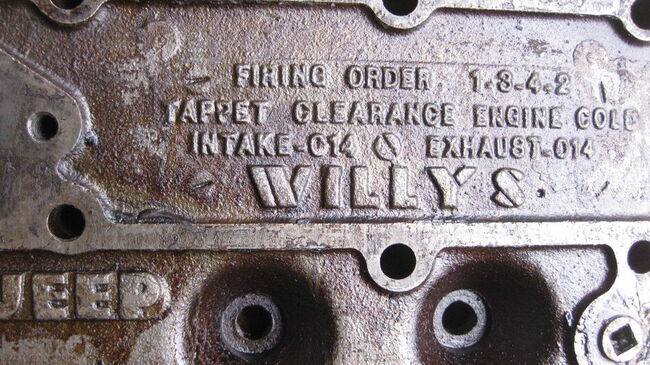 FIRING ORDER 1-3-4-2
TAPPET CLEARANCE ENGINE COLD
INTAKE-014 EXHAUST-014
WILLYS
JEEP